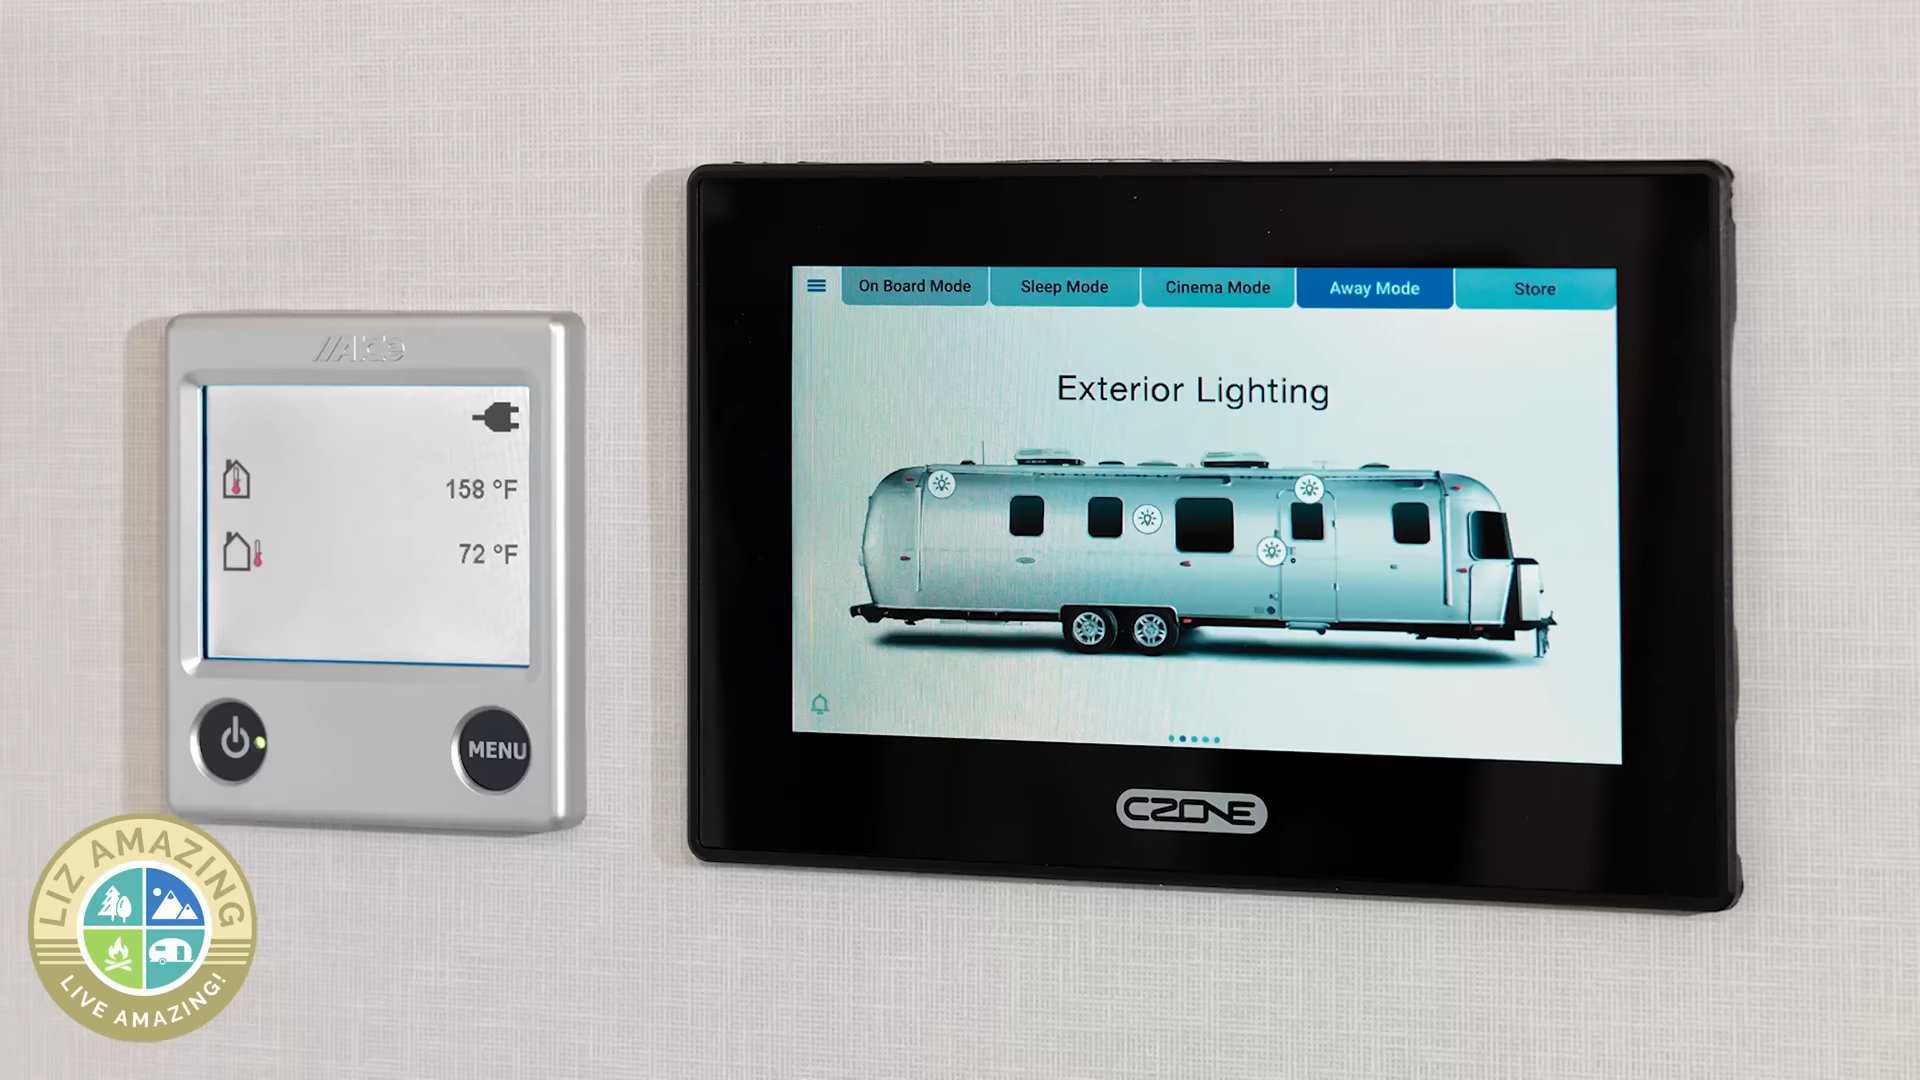 Alde
158 °F
72 °F
MENU
On Board Mode
Sleep Mode
Cinema Mode
Away Mode
Store
Exterior Lighting
CZONE
LIZ AMAZING
LIVE AMAZING!